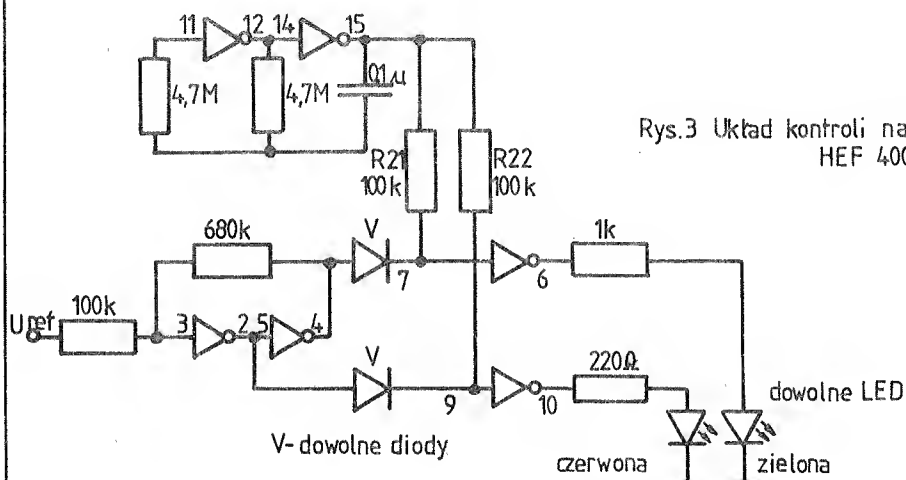 11 12 14 15
4,7M 4,7M 0,1µ
Rys.3 Układ kontroli na
HEF 400
R21 R22
100k 100k
680k V 1k
7 6
Uref 100k 3 2 5 4
V 220Ω
9 10 dowolne LED
V-dowolne diody
czerwona zielona